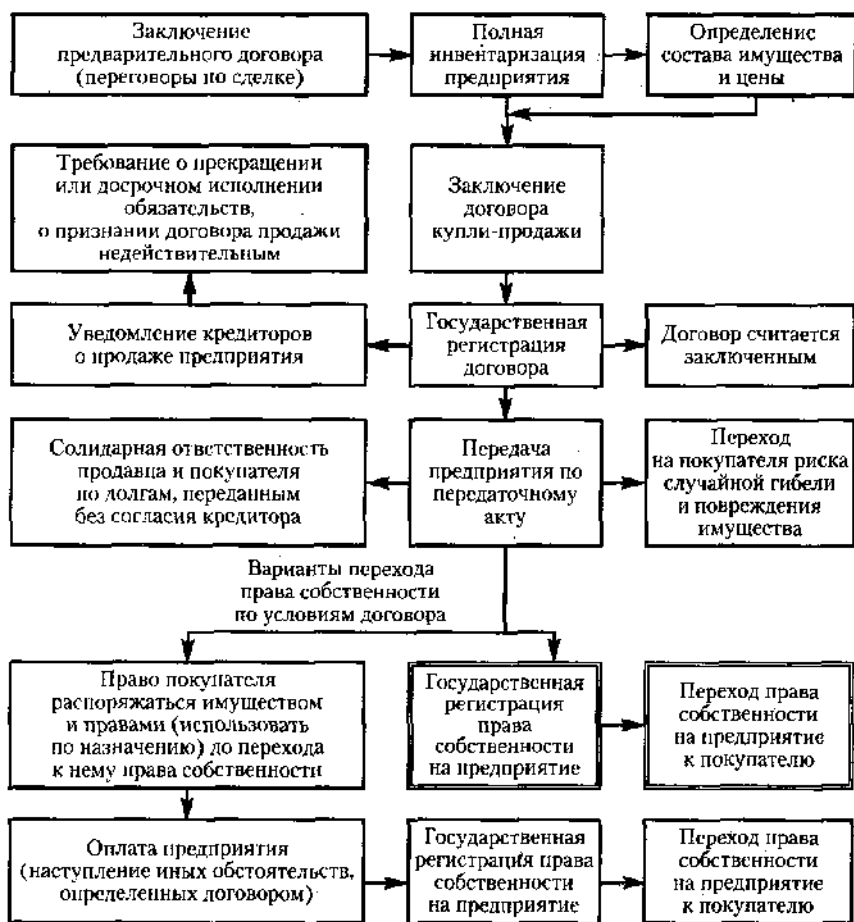 Заключение
предварительного договора
(переговоры по сделке)
Полная
инвентаризация
предприятия
Определение
состава имущества
и цены
Требование о прекращении
или досрочном исполнении
обязательств,
о признании договора продажи
недействительным
Заключение
договора
купли-продажи
Уведомление кредиторов
о продаже предприятия
Государственная
регистрация
договора
Договор считается
заключенным
Солидарная ответственность
продавца и покупателя
по долгам, переданным
без согласия кредитора
Передача
предприятия по
передаточному
акту
Переход
на покупателя риска
случайной гибели
и повреждения
имущества
Варианты перехода
права собственности
по условиям договора
Право покупателя
распоряжаться имуществом
и правами (использовать
по назначению) до перехода
к нему права собственности
Государственная
регистрация
права
собственности
на предприятие
Переход права
собственности
на предприятие
к покупателю
Оплата предприятия
(наступление иных обстоятельств,
определенных договором)
Государственная
регистрация права
собственности
на предприятие
Переход права
собственности
на предприятие
к покупателю